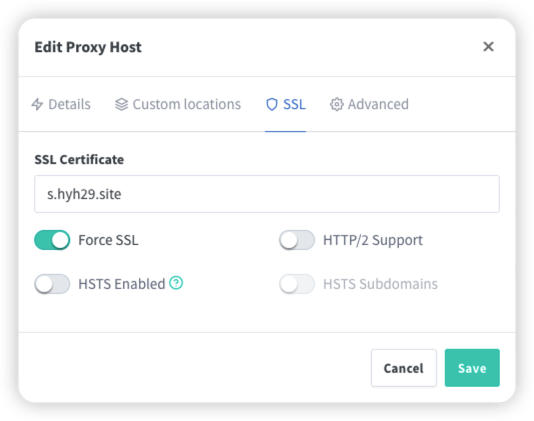 Edit Proxy Host
Details Custom locations SSL Advanced
SSL Certificate
s.hyh29.site
Force SSL HTTP/2 Support
HSTS Enabled HSTS Subdomains
Cancel Save